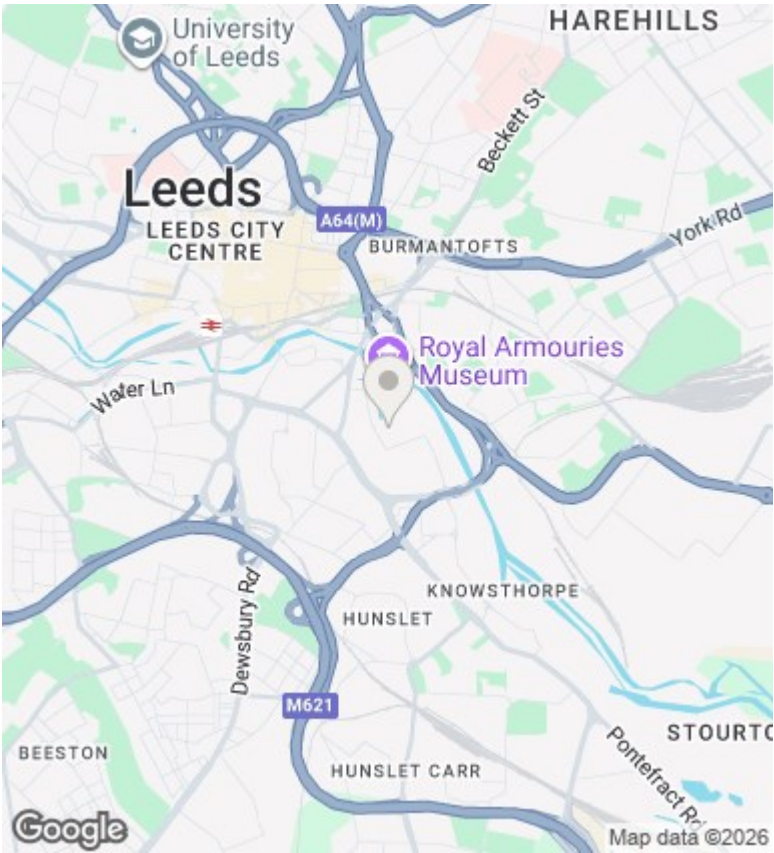 HAREHILLS
University
of Leeds
Beckett St
Leeds
A64(M)
LEEDS CITY
CENTRE
BURMANTOFTS
York Rd
Royal Armouries
Museum
Water Ln
KNOWSTHORPE
HUNSLET
Dewsbury Rd
M621
STOURTO
BEESTON
HUNSLET CARR
Pontefract Rd
Google
Map data ©2026